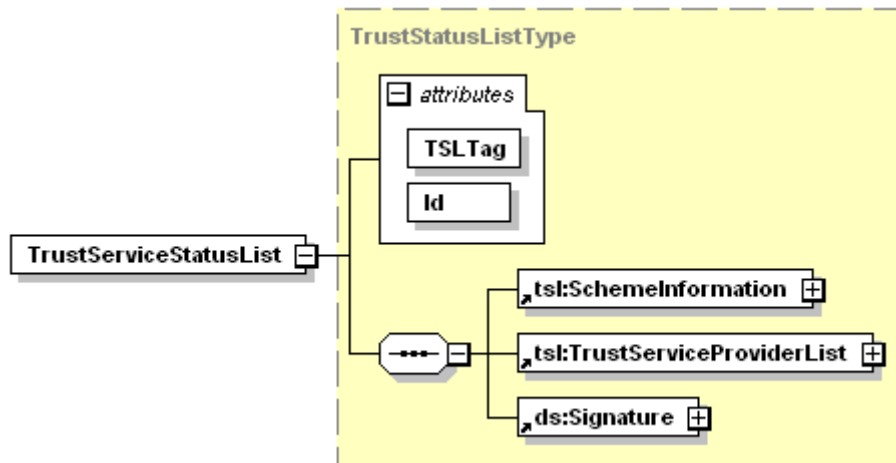 TrustStatusListType
attributes
TSLTag
Id
TrustServiceStatusList
tsl:SchemeInformation
tsl:TrustServiceProviderList
ds:Signature